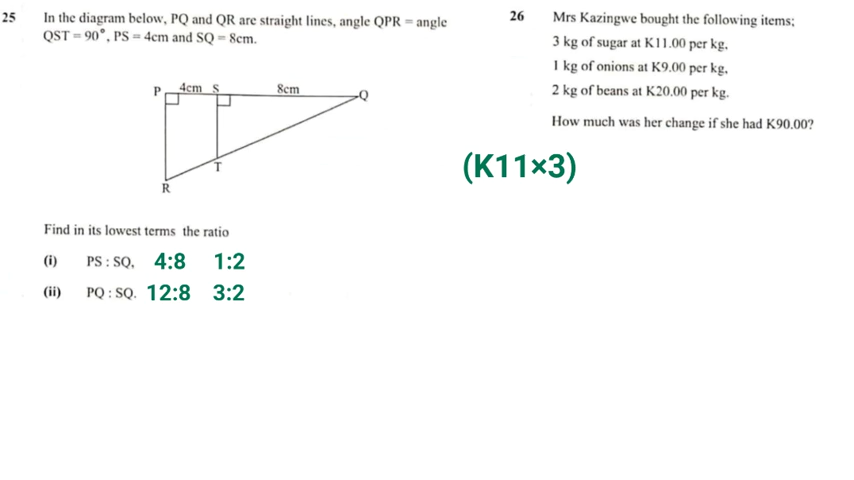 25 In the diagram below, PQ and QR are straight lines, angle QPR = angle
QST = 90°, PS = 4cm and SQ = 8cm.
P 4cm S 8cm Q
T
R
Find in its lowest terms the ratio
(i) PS : SQ, 4:8 1:2
(ii) PQ : SQ. 12:8 3:2
26 Mrs Kazingwe bought the following items;
3 kg of sugar at K11.00 per kg,
1 kg of onions at K9.00 per kg,
2 kg of beans at K20.00 per kg.
How much was her change if she had K90.00?
(K11×3)